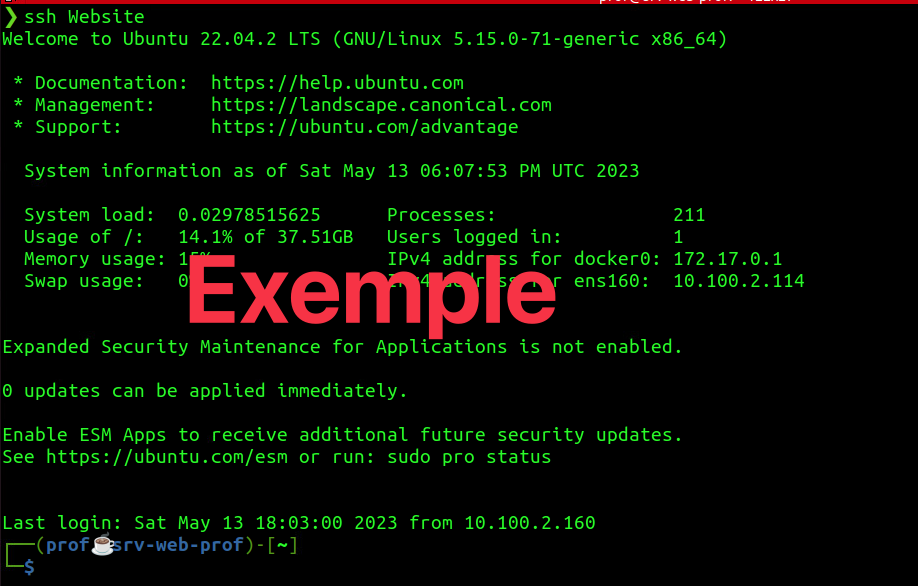 ❯ ssh Website
Welcome to Ubuntu 22.04.2 LTS (GNU/Linux 5.15.0-71-generic x86_64)
* Documentation:  https://help.ubuntu.com
* Management:     https://landscape.canonical.com
* Support:        https://ubuntu.com/advantage
System information as of Sat May 13 06:07:53 PM UTC 2023
System load:  0.02978515625      Processes:                211
Usage of /:   14.1% of 37.51GB   Users logged in:          1
Memory usage: 15%                IPv4 address for docker0: 172.17.0.1
Swap usage:                      address for ens160:  10.100.2.114
Exemple
Expanded Security Maintenance for Applications is not enabled.
0 updates can be applied immediately.
Enable ESM Apps to receive additional future security updates.
See https://ubuntu.com/esm or run: sudo pro status
Last login: Sat May 13 18:03:00 2023 from 10.100.2.160
┌──(prof☕srv-web-prof)-[~]
└─$